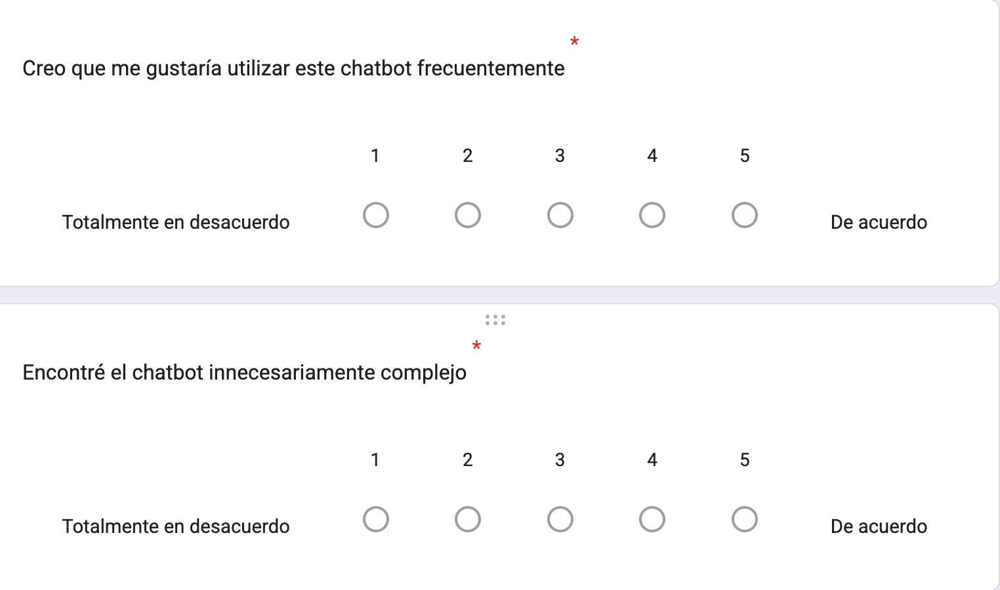 Creo que me gustaría utilizar este chatbot frecuentemente *
1 2 3 4 5
Totalmente en desacuerdo De acuerdo
Encontré el chatbot innecesariamente complejo *
1 2 3 4 5
Totalmente en desacuerdo De acuerdo